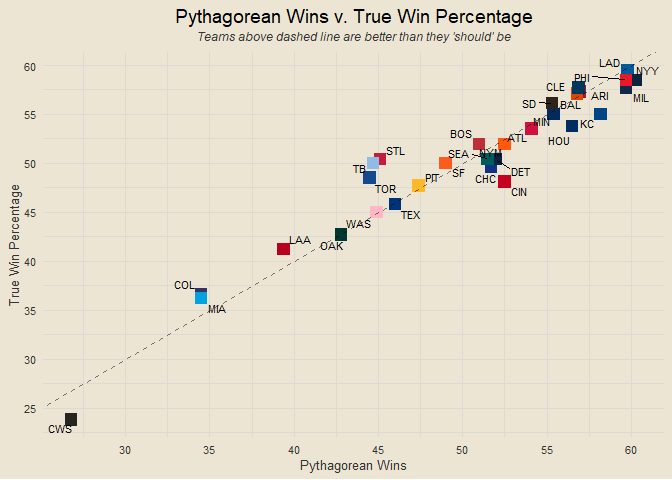 Pythagorean Wins v. True Win Percentage
Teams above dashed line are better than they 'should' be
True Win Percentage
60
55
50
45
40
35
30
25
LAD
NYY
PHI
CLE
ARI
MIL
SD
BAL
MIN
KC
HOU
BOS
ATL
STL
SEA
NYM
TB
SF
DET
CHC
CIN
PIT
TOR
TEX
WAS
OAK
LAA
COL
MIA
CWS
30
35
40
45
50
55
60
Pythagorean Wins